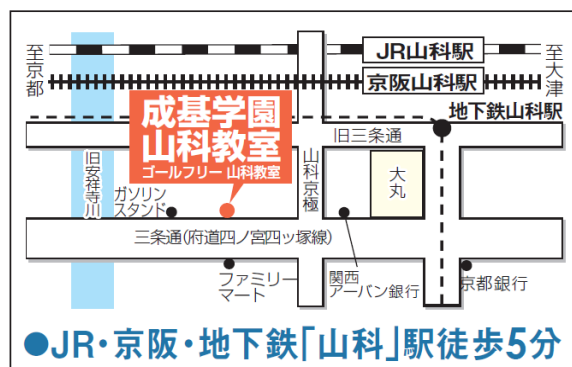 JR山科駅
至京都
至大津
京阪山科駅
地下鉄山科駅
成基学園
山科教室
ゴールフリー 山科教室
旧三条通
山科京極
大丸
旧安祥寺川
ガソリン
スタンド
三条通(府道四ノ宮四ッ塚線)
ファミリー
マート
関西
アーバン銀行
京都銀行
●JR・京阪・地下鉄「山科」駅徒歩5分